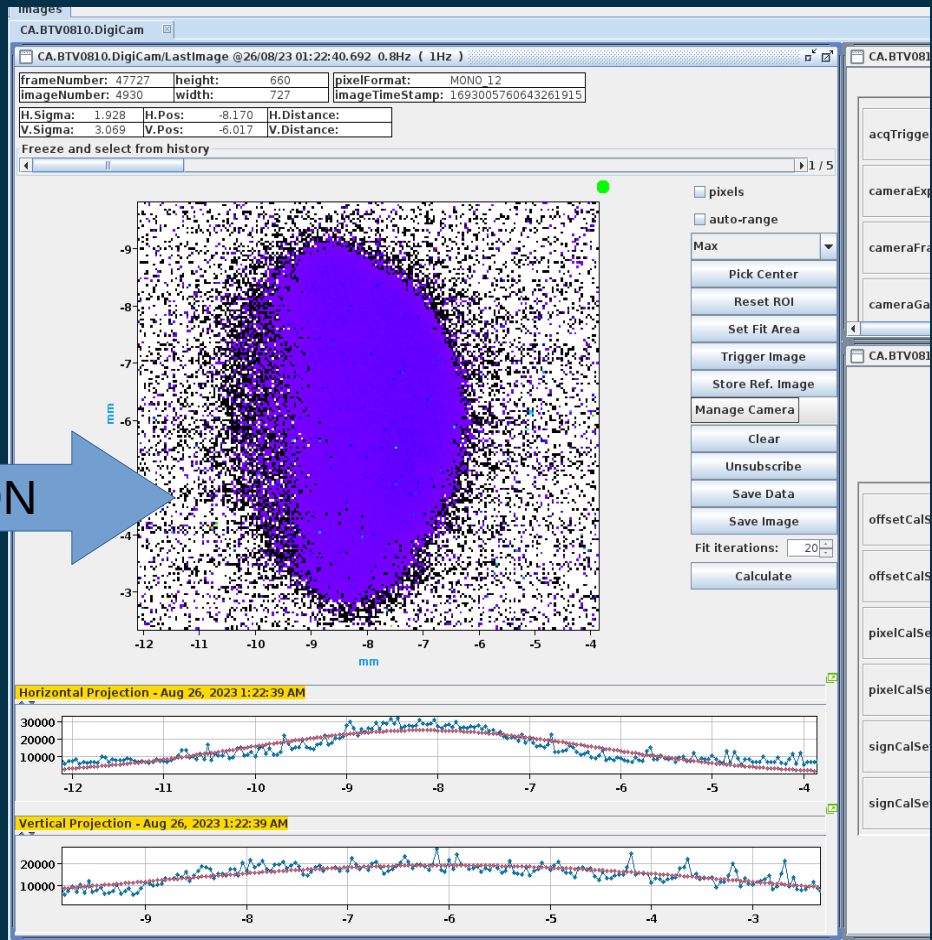 Images
CA.BTV0810.DigiCam
CA.BTV0810.DigiCam/LastImage @26/08/23 01:22:40.692 0.8Hz ( 1Hz )
frameNumber: 47727 height: 660 pixelFormat: MONO_12
imageNumber: 4930 width: 727 imageTimeStamp: 1693005760643261915
H.Sigma: 1.928 H.Pos: -8.170 H.Distance:
V.Sigma: 3.069 V.Pos: -6.017 V.Distance:
Freeze and select from history
1 / 5
-9
-8
-7
-6
-4
-3
mm
-12 -11 -10 -9 -8 -7 -6 -5 -4
mm
ON
pixels
auto-range
Max
Pick Center
Reset ROI
Set Fit Area
Trigger Image
Store Ref. Image
Manage Camera
Clear
Unsubscribe
Save Data
Save Image
Fit iterations: 20
Calculate
Horizontal Projection - Aug 26, 2023 1:22:39 AM
30000
20000
10000
-12 -11 -10 -9 -8 -7 -6 -5 -4
Vertical Projection - Aug 26, 2023 1:22:39 AM
20000
10000
-9 -8 -7 -6 -5 -4 -3
CA.BTV081
acqTrigge
cameraExp
cameraFra
cameraGa
CA.BTV081
offsetCalS
offsetCalS
pixelCalSe
pixelCalSe
signCalSe
signCalSe